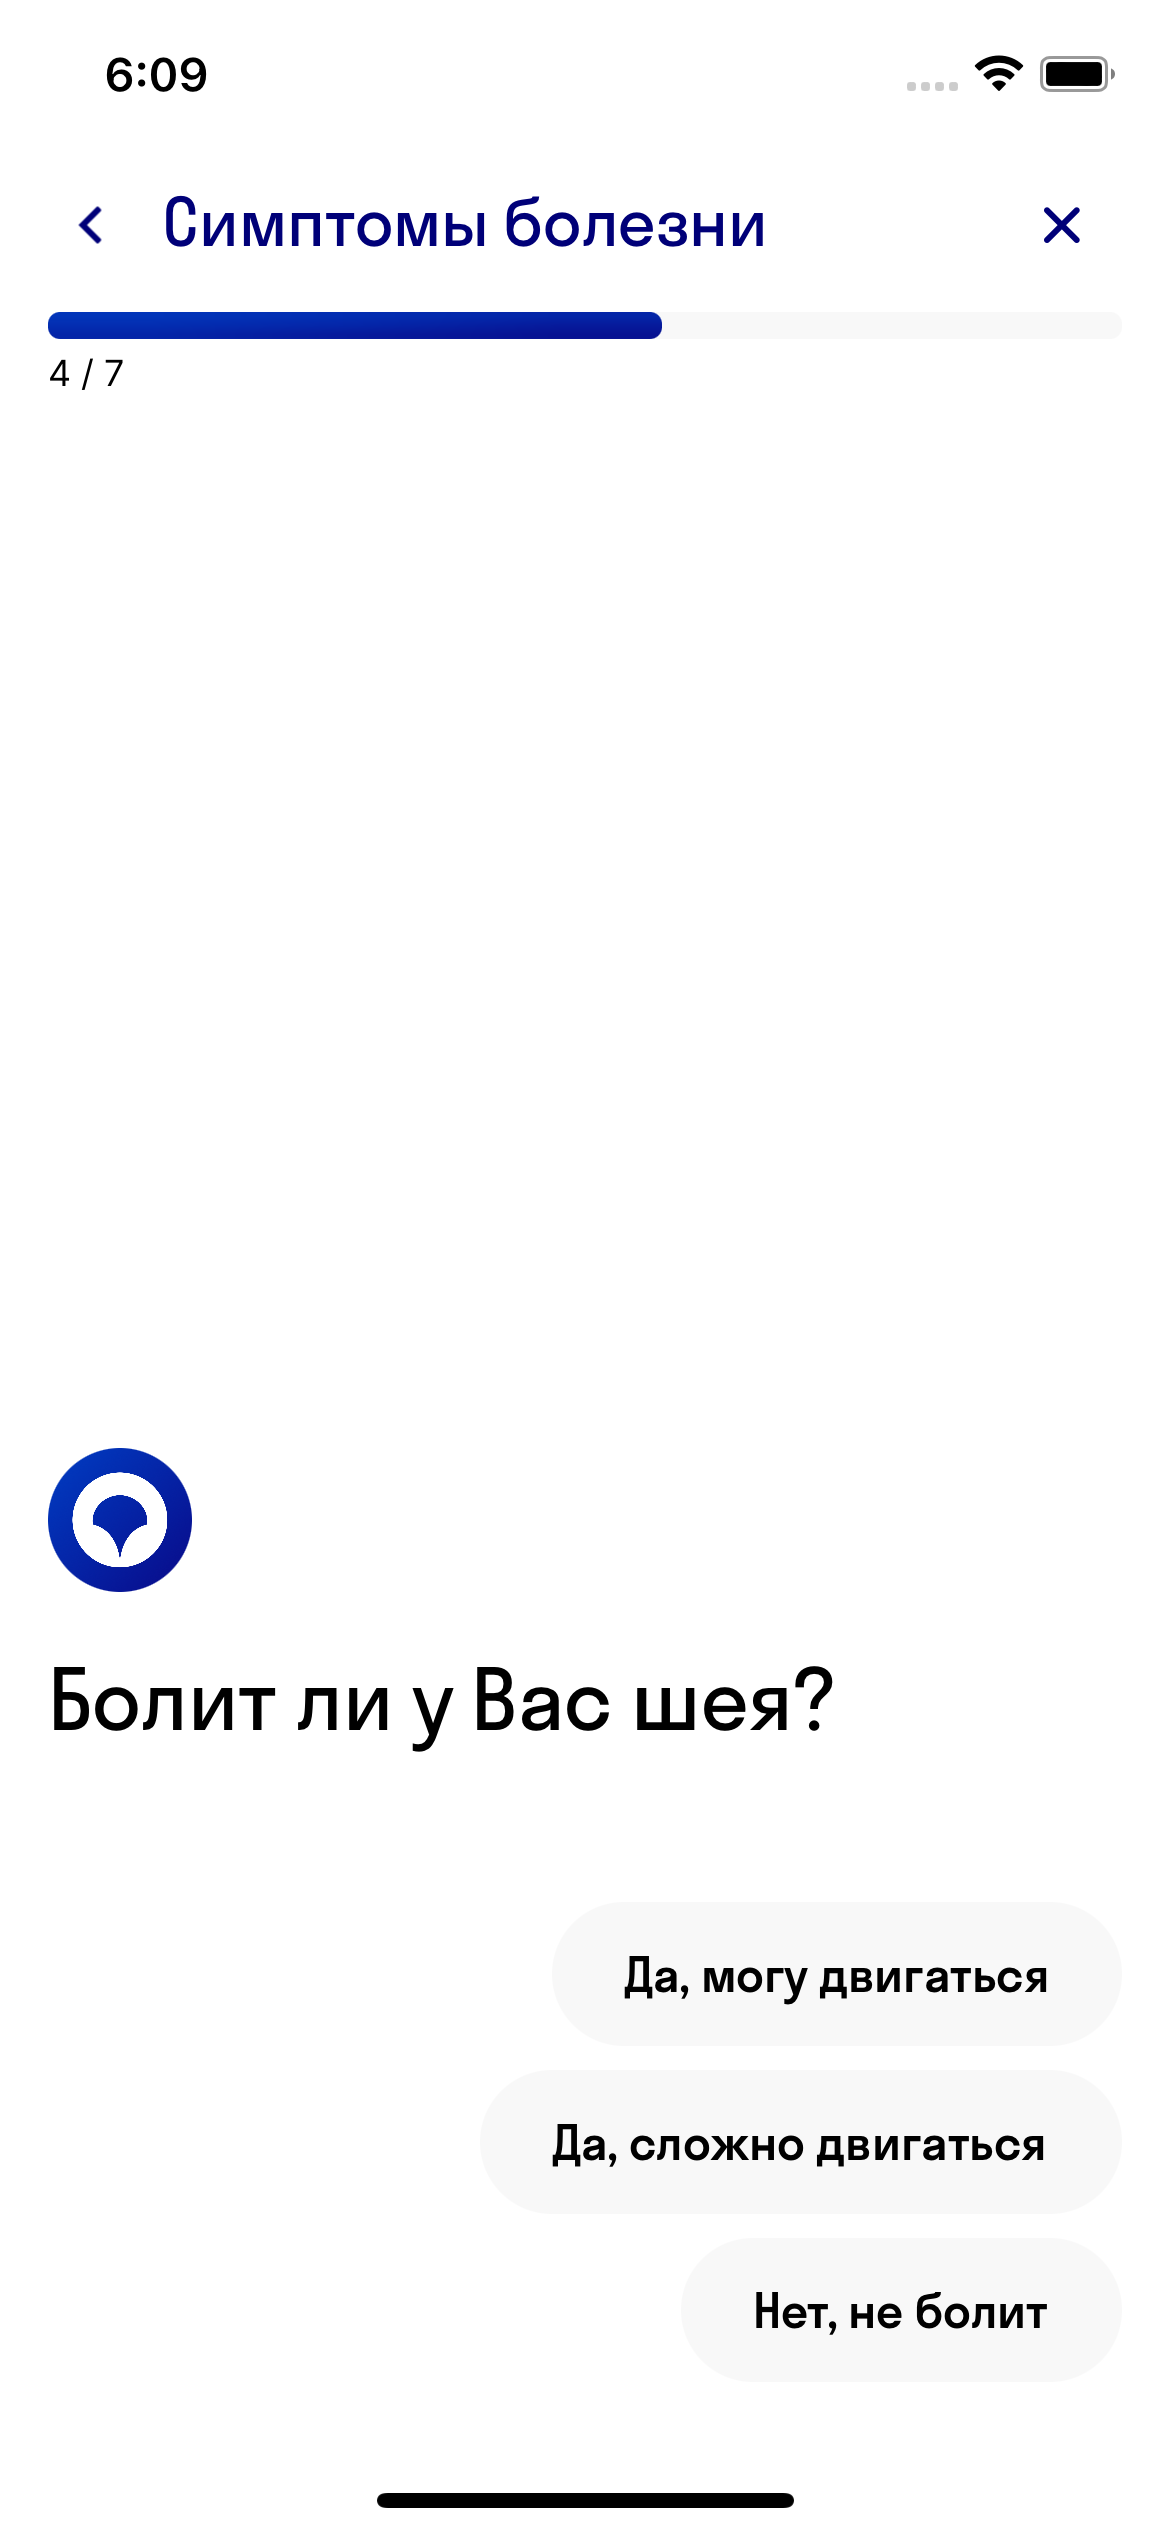 6:09
Симптомы болезни
4 / 7
Болит ли у Вас шея?
Да, могу двигаться
Да, сложно двигаться
Нет, не болит